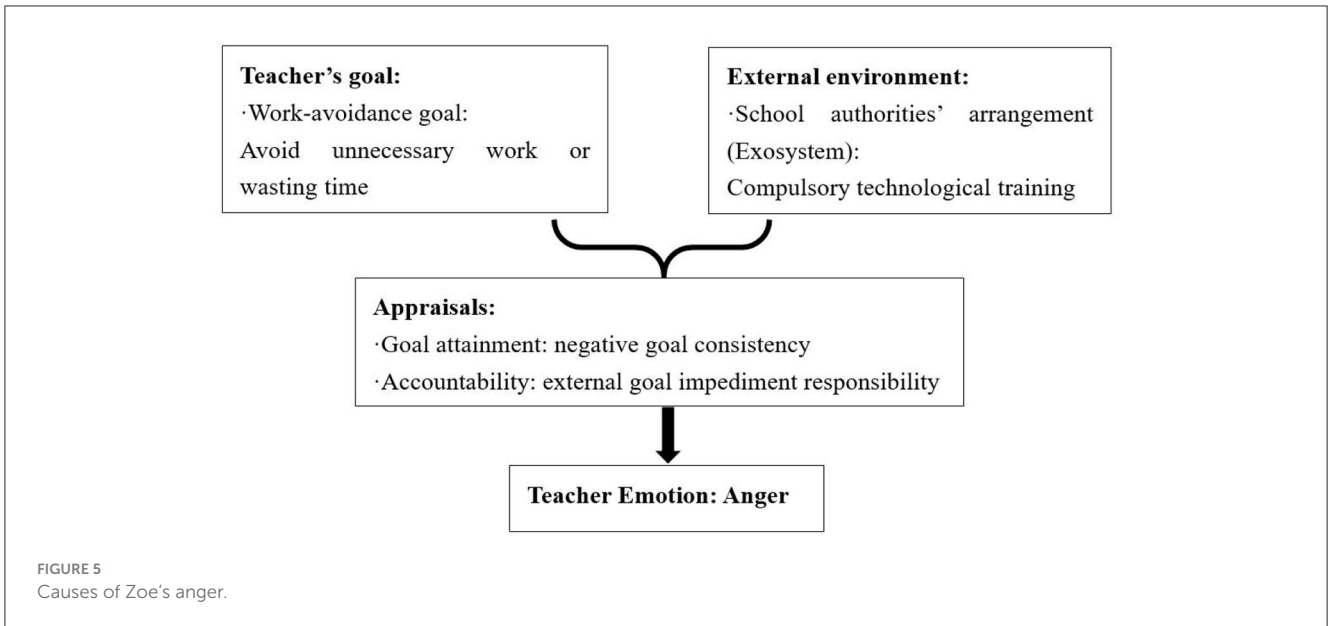 Teacher's goal:
·Work-avoidance goal:
Avoid unnecessary work or
wasting time
External environment:
·School authorities' arrangement
(Exosystem):
Compulsory technological training
Appraisals:
·Goal attainment: negative goal consistency
·Accountability: external goal impediment responsibility
Teacher Emotion: Anger
FIGURE 5
Causes of Zoe's anger.